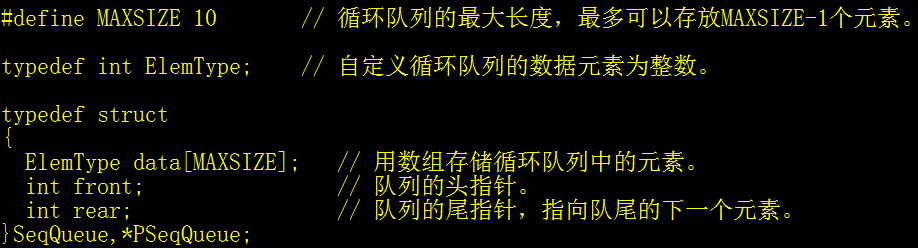 #define MAXSIZE 10       // 循环队列的最大长度，最多可以存放MAXSIZE-1个元素。
typedef int ElemType;    // 自定义循环队列的数据元素为整数。
typedef struct
{
  ElemType data[MAXSIZE];   // 用数组存储循环队列中的元素。
  int front;                // 队列的头指针。
  int rear;                 // 队列的尾指针，指向队尾的下一个元素。
}SeqQueue,*PSeqQueue;